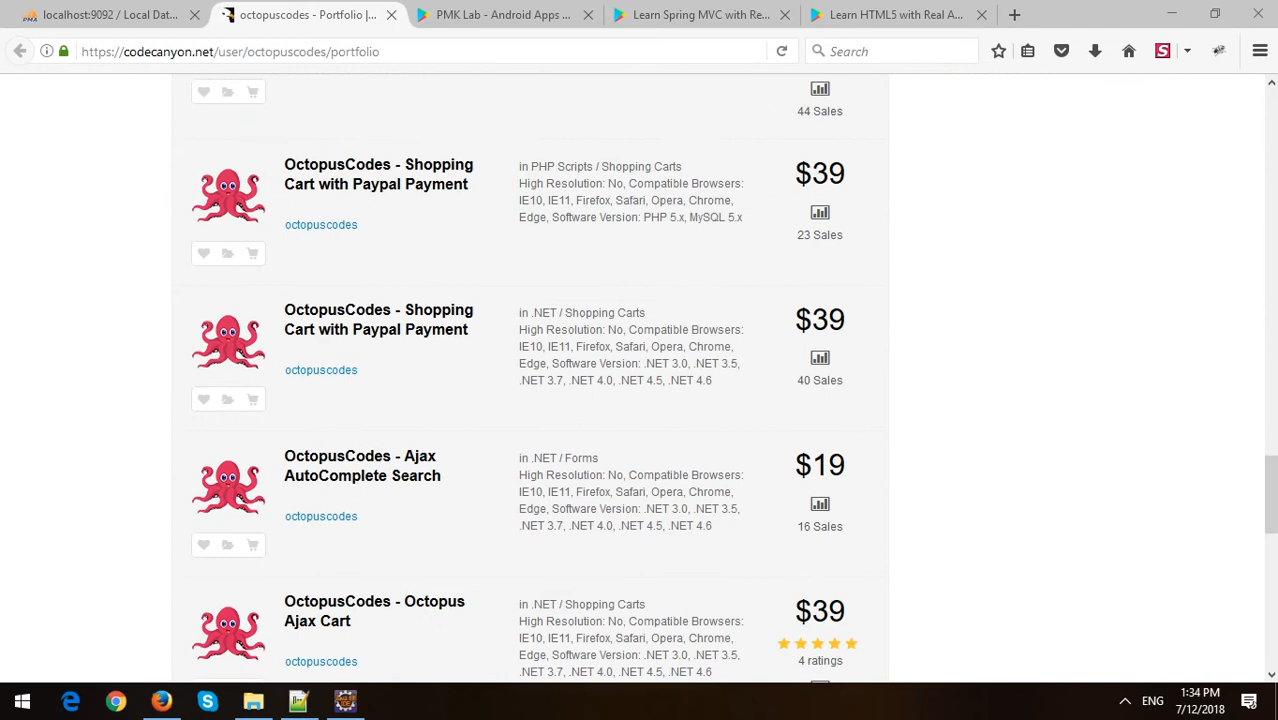 localhost:9092 / Local Dat...
octopuscodes - Portfolio |...
PMK Lab - Android Apps ...
Learn Spring MVC with Re...
Learn HTML5 with Real A...
https://codecanyon.net/user/octopuscodes/portfolio
Search
44 Sales
OctopusCodes - Shopping
Cart with Paypal Payment
octopuscodes
in PHP Scripts / Shopping Carts
High Resolution: No, Compatible Browsers:
IE10, IE11, Firefox, Safari, Opera, Chrome,
Edge, Software Version: PHP 5.x, MySQL 5.x
$39
23 Sales
OctopusCodes - Shopping
Cart with Paypal Payment
octopuscodes
in .NET / Shopping Carts
High Resolution: No, Compatible Browsers:
IE10, IE11, Firefox, Safari, Opera, Chrome,
Edge, Software Version: .NET 3.0, .NET 3.5,
.NET 3.7, .NET 4.0, .NET 4.5, .NET 4.6
$39
40 Sales
OctopusCodes - Ajax
AutoComplete Search
octopuscodes
in .NET / Forms
High Resolution: No, Compatible Browsers:
IE10, IE11, Firefox, Safari, Opera, Chrome,
Edge, Software Version: .NET 3.0, .NET 3.5,
.NET 3.7, .NET 4.0, .NET 4.5, .NET 4.6
$19
16 Sales
OctopusCodes - Octopus
Ajax Cart
octopuscodes
in .NET / Shopping Carts
High Resolution: No, Compatible Browsers:
IE10, IE11, Firefox, Safari, Opera, Chrome,
Edge, Software Version: .NET 3.0, .NET 3.5,
.NET 3.7, .NET 4.0, .NET 4.5, .NET 4.6
$39
4 ratings
ENG
1:34 PM
7/12/2018